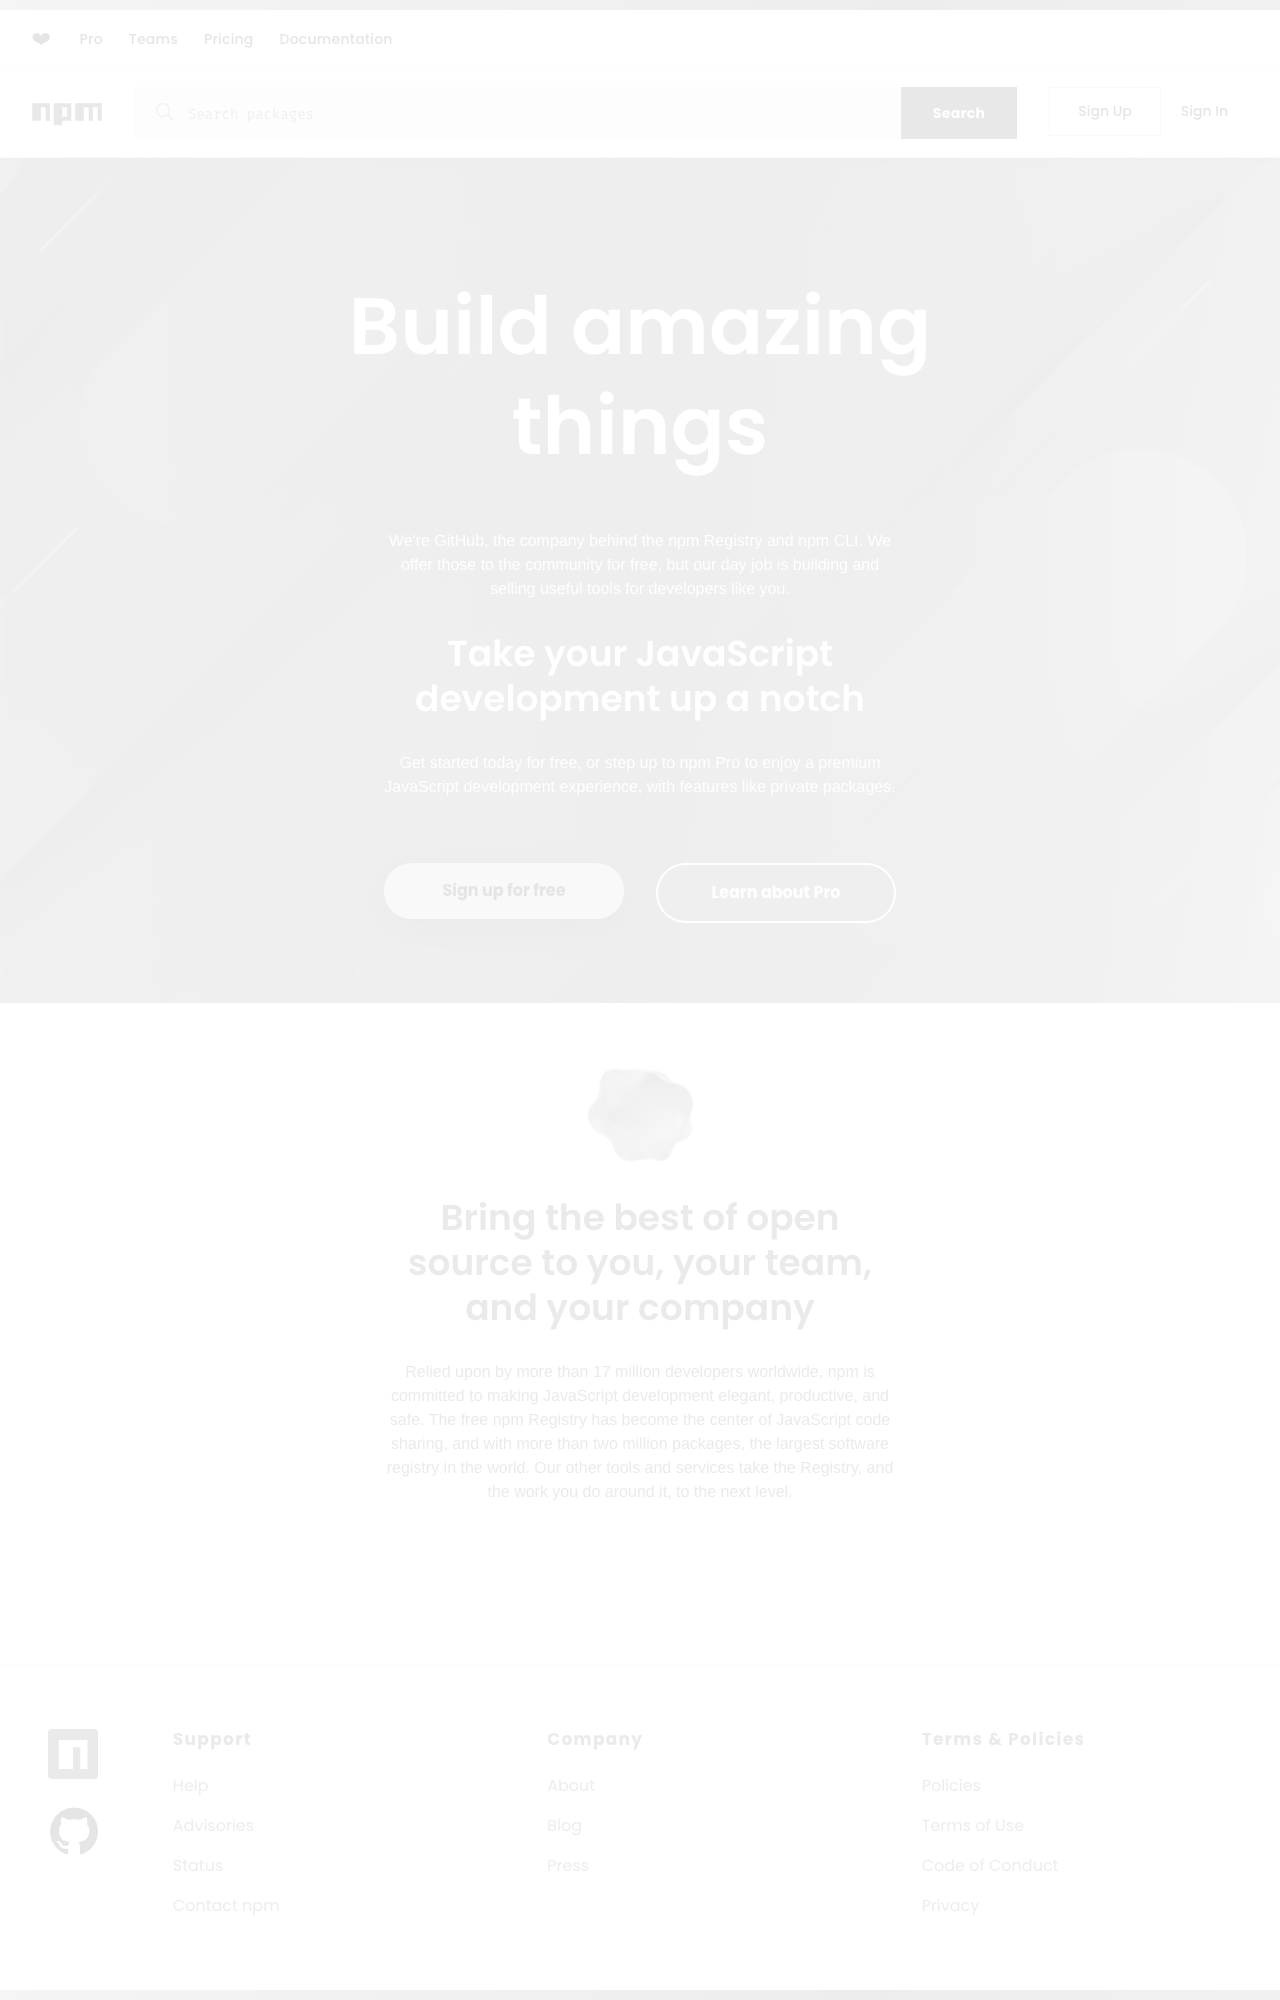 ❤ Pro Teams Pricing Documentation
npm Search packages Search Sign Up Sign In
Build amazing
things
We're GitHub, the company behind the npm Registry and npm CLI. We
offer those to the community for free, but our day job is building and
selling useful tools for developers like you.
Take your JavaScript
development up a notch
Get started today for free, or step up to npm Pro to enjoy a premium
JavaScript development experience, with features like private packages.
Sign up for free Learn about Pro
Bring the best of open
source to you, your team,
and your company
Relied upon by more than 17 million developers worldwide, npm is
committed to making JavaScript development elegant, productive, and
safe. The free npm Registry has become the center of JavaScript code
sharing, and with more than two million packages, the largest software
registry in the world. Our other tools and services take the Registry, and
the work you do around it, to the next level.
Support
Help
Advisories
Status
Contact npm
Company
About
Blog
Press
Terms & Policies
Policies
Terms of Use
Code of Conduct
Privacy